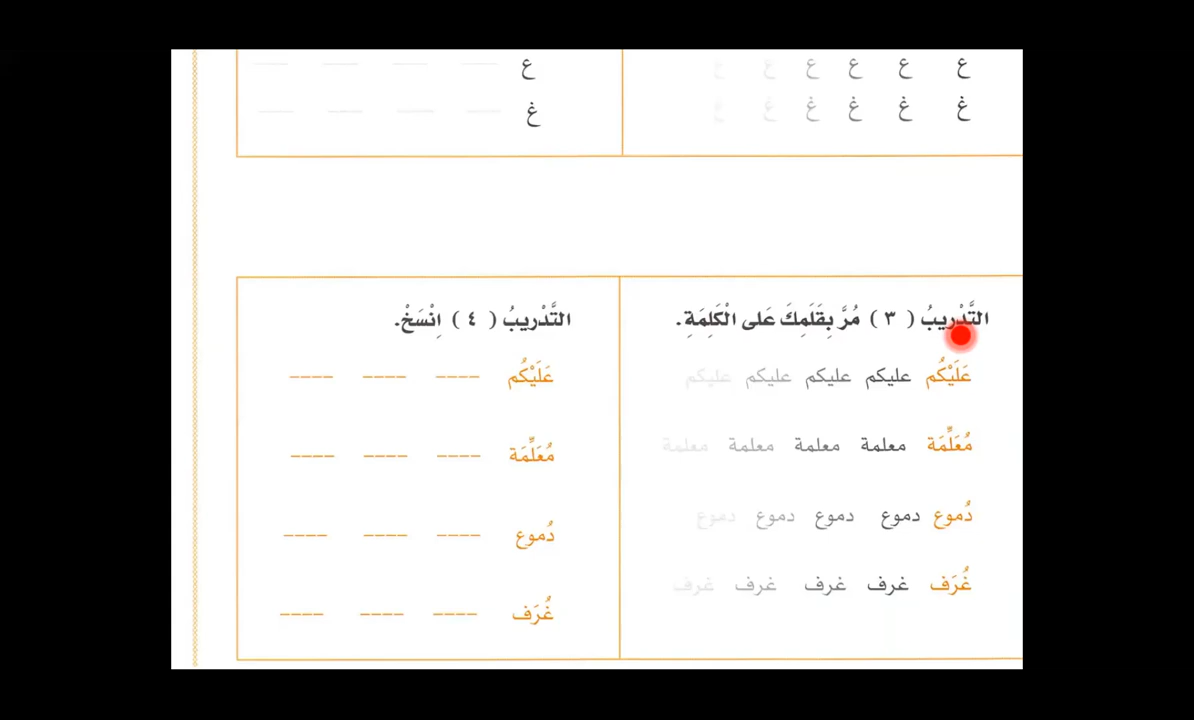 ع ع ع ع ع ع
غ غ غ غ غ غ
ع
غ
التَّدْرِيبُ ( ٣ ) مُرَّ بِقَلَمِكَ عَلى الْكَلِمَةِ.
عَلَيْكُم عليكم عليكم عليكم عليكم
مُعَلِّمَة معلمة معلمة معلمة معلمة
دُموع دموع دموع دموع دموع
غُرَف غرف غرف غرف غرف
التَّدْريبُ ( ٤ ) اِنْسَخْ.
عَلَيْكُم ---- ---- ----
مُعَلِّمَة ---- ---- ----
دُموع ---- ---- ----
غُرَف ---- ---- ----